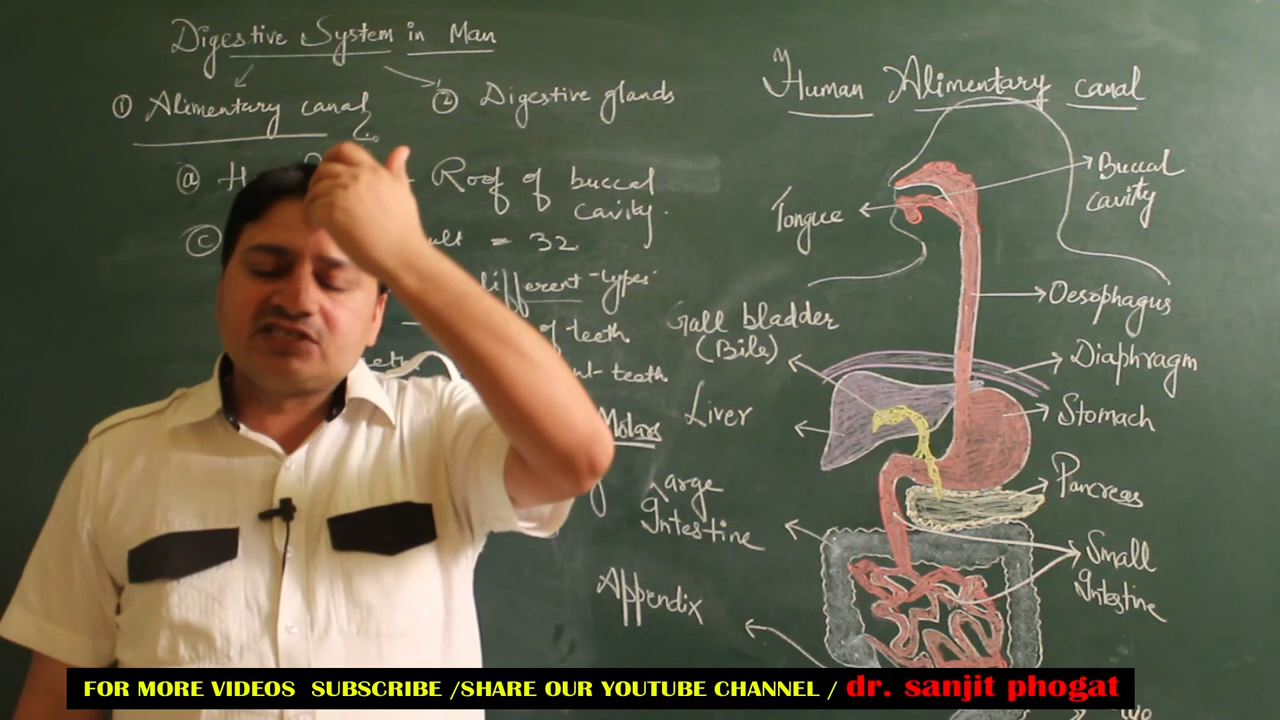 Digestive System in Man
① Alimentary canal
② Digestive glands
ⓐ H Roof of buccal
cavity.
ⓒ ult = 32
different types
of teeth.
teeth.
Molars
Human Alimentary canal
Buccal
cavity
Tongue
Oesophagus
Gall bladder
(Bile)
Diaphragm
Liver
Stomach
Large
Intestine
Pancreas
Small
Intestine
Appendix
FOR MORE VIDEOS SUBSCRIBE /SHARE OUR YOUTUBE CHANNEL / dr. sanjit phogat